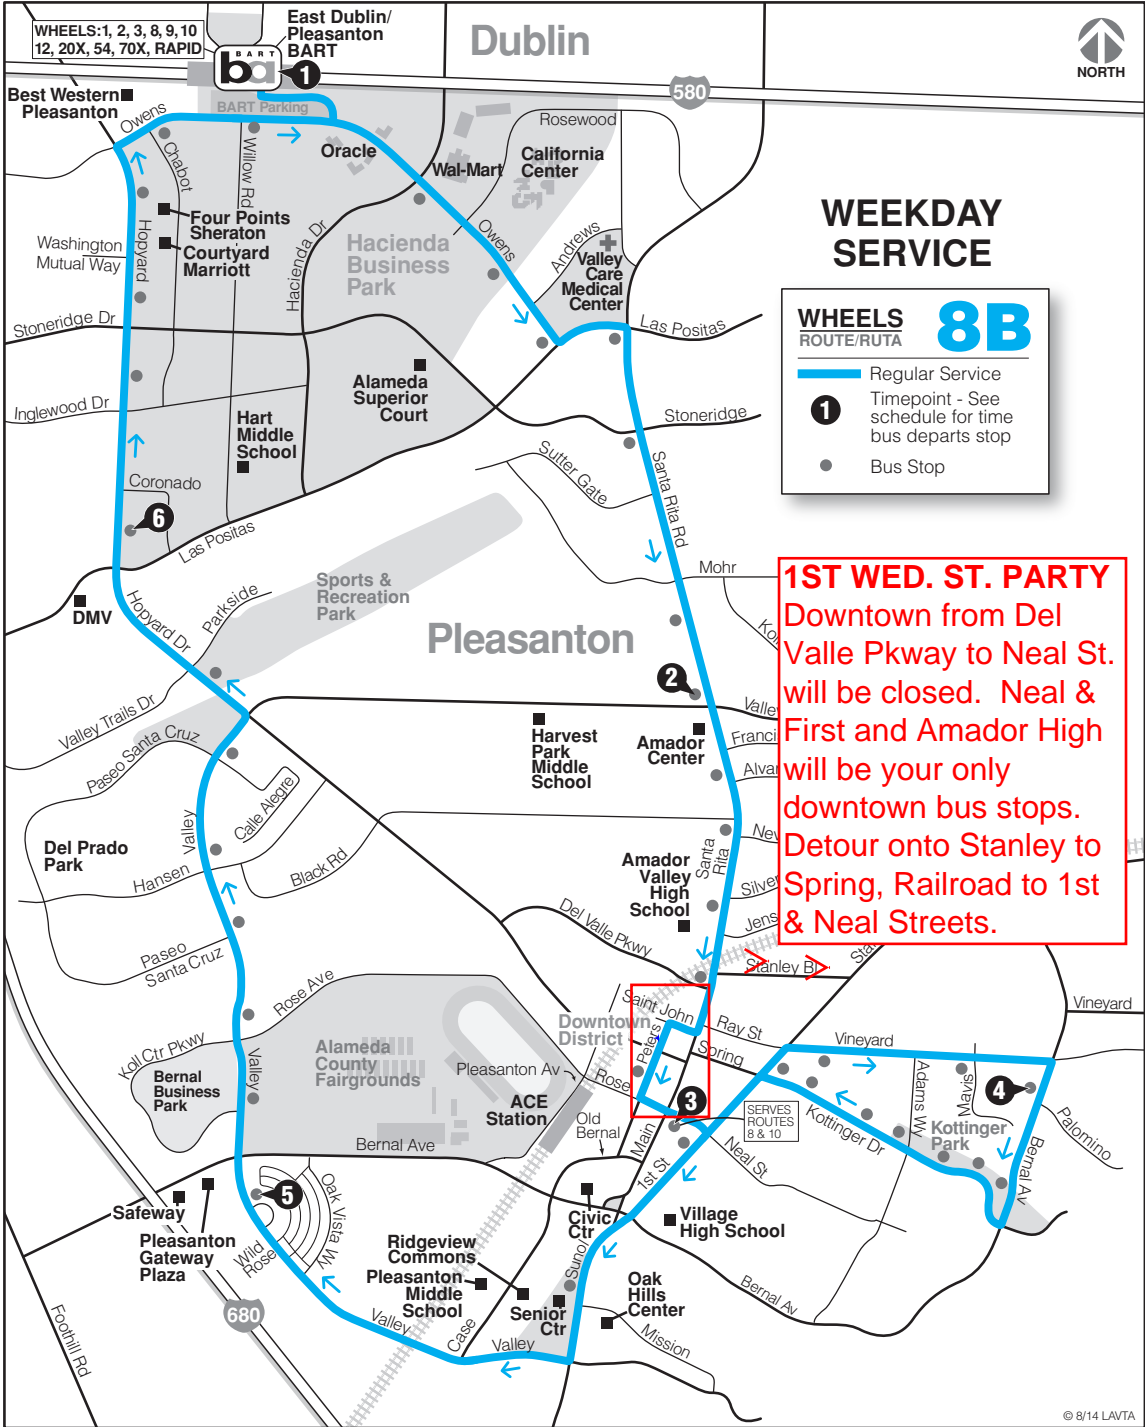 WHEELS: 1, 2, 3, 8, 9, 10
12, 20X, 54, 70X, RAPID
East Dublin/
Pleasanton
BART
Dublin
NORTH
BART
ba
1
580
Best Western
Pleasanton
BART Parking
Owens
Chabot
Willow Rd
Oracle
Wal-Mart
Rosewood
California
Center
Four Points
Sheraton
Courtyard
Marriott
Hopyard
Washington
Mutual Way
Hacienda Dr
Hacienda
Business
Park
Owens
Andrews
Valley
Care
Medical
Center
WEEKDAY
SERVICE
WHEELS
ROUTE/RUTA
8B
Regular Service
1
Timepoint - See
schedule for time
bus departs stop
Bus Stop
Stoneridge Dr
Las Positas
Alameda
Superior
Court
Inglewood Dr
Hart
Middle
School
Stoneridge
Sutter Gate
Santa Rita Rd
Coronado
6
Las Positas
Mohr
DMV
Hopyard Dr
Parkside
Sports &
Recreation
Park
Pleasanton
1ST WED. ST. PARTY
Downtown from Del
Valle Pkway to Neal St.
will be closed. Neal &
First and Amador High
will be your only
downtown bus stops.
Detour onto Stanley to
Spring, Railroad to 1st
& Neal Streets.
2
Valley Trails Dr
Paseo Santa Cruz
Harvest
Park
Middle
School
Amador
Center
Valley
Calle Alegre
Del Prado
Park
Hansen
Black Rd
Santa
Rita
Amador
Valley
High
School
Del Valle Pkwy
Paseo
Santa Cruz
Stanley Bl
Rose Ave
Saint John
Ray St
Vineyard
Vineyard
Downtown
District
Peters
Spring
Koll Ctr Pkwy
Valley
Alameda
County
Fairgrounds
Pleasanton Av
Rose
Bernal
Business
Park
ACE
Station
3
SERVES
ROUTES
8 & 10
Adams Wy
Mavis
4
Palomino
Kottinger
Park
Kottinger Dr
Old
Bernal
Main
Bernal Ave
Neal St
1st St
Bernal Av
5
Oak Vista Wy
Safeway
Pleasanton
Gateway
Plaza
Wild
Rose
Civic
Ctr
Village
High School
Ridgeview
Commons
Pleasanton
Middle
School
Sunol
Senior
Ctr
Oak
Hills
Center
Bernal Av
Mission
680
Foothill Rd
Valley
Case
Valley
© 8/14 LAVTA